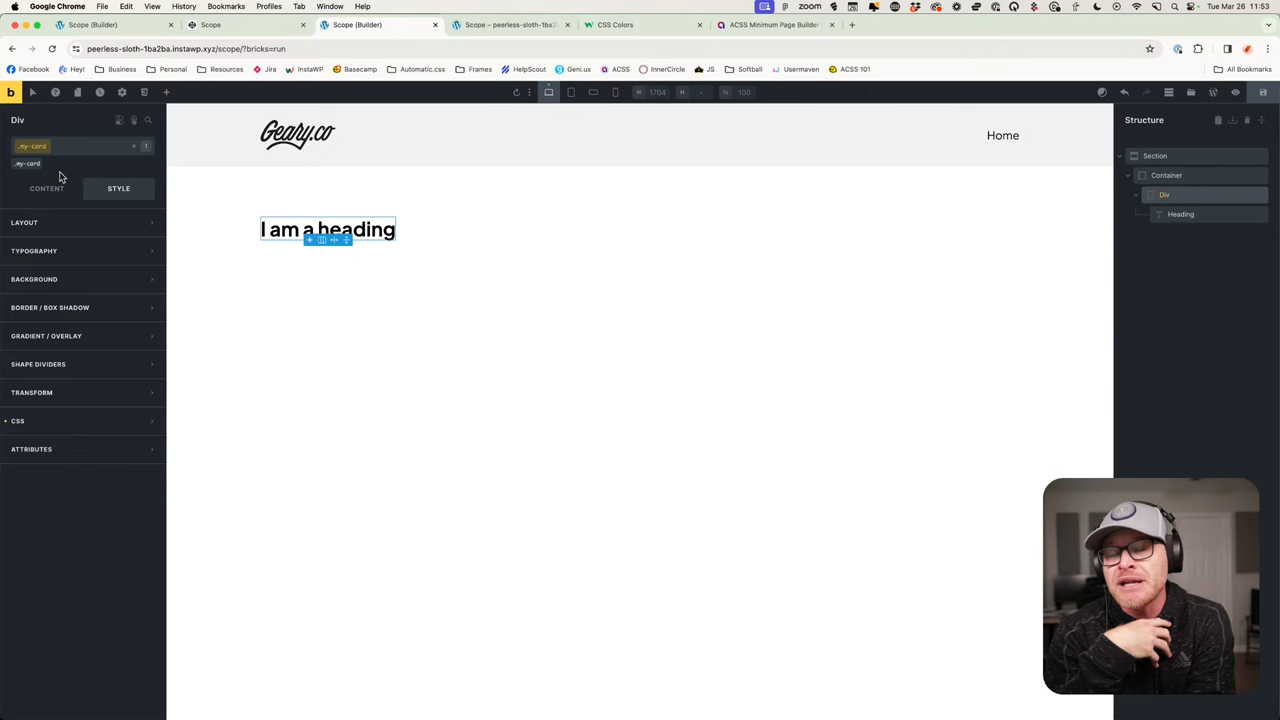 Google Chrome File Edit View History Bookmarks Profiles Tab Window Help zoom Tue Mar 26 11:53
Scope (Builder) Scope Scope (Builder) Scope – peerless-sloth-1ba2 CSS Colors ACSS Minimum Page Builder
peerless-sloth-1ba2ba.instawp.xyz/scope/?bricks=run
Facebook Hey! Business Personal Resources Jira InstaWP Basecamp Automatic.css Frames HelpScout Geni.us ACSS InnerCircle JS Softball Usermaven ACSS 101 All Bookmarks
b W 1704 H - % 100
Div
.my-card 1
.my-card
CONTENT STYLE
LAYOUT
TYPOGRAPHY
BACKGROUND
BORDER / BOX SHADOW
GRADIENT / OVERLAY
SHAPE DIVIDERS
TRANSFORM
CSS
ATTRIBUTES
Geary.co
Home
I am a heading
Structure
Section
Container
Div
Heading